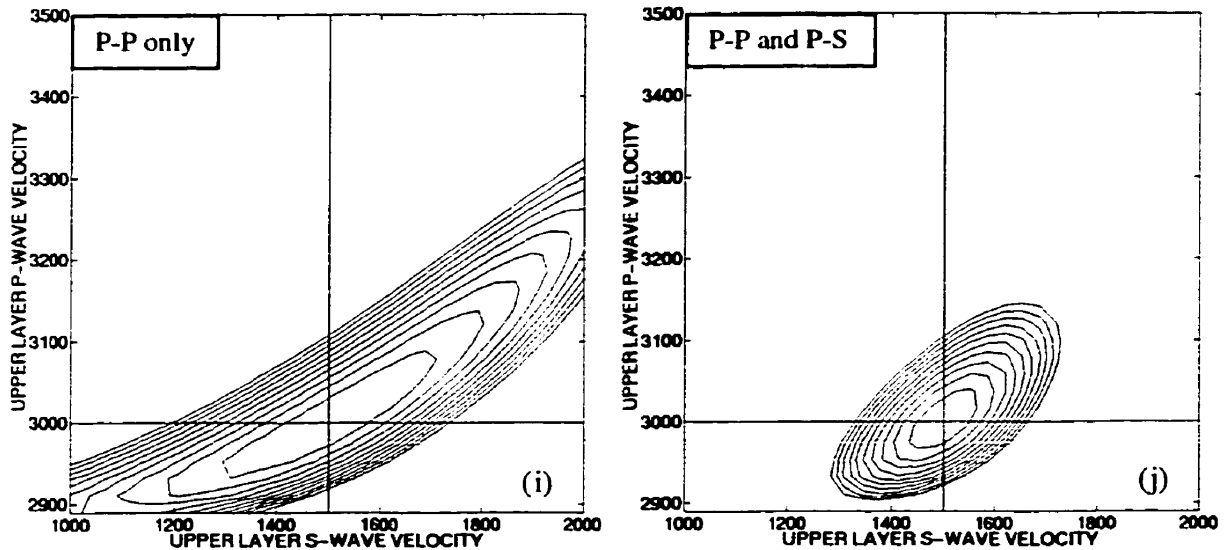 P-P only
3500
3400
3300
3200
3100
3000
2900
UPPER LAYER P-WAVE VELOCITY
1000 1200 1400 1600 1800 2000
UPPER LAYER S-WAVE VELOCITY
(i)
P-P and P-S
3500
3400
3300
3200
3100
3000
2900
UPPER LAYER P-WAVE VELOCITY
1000 1200 1400 1600 1800 2000
UPPER LAYER S-WAVE VELOCITY
(j)